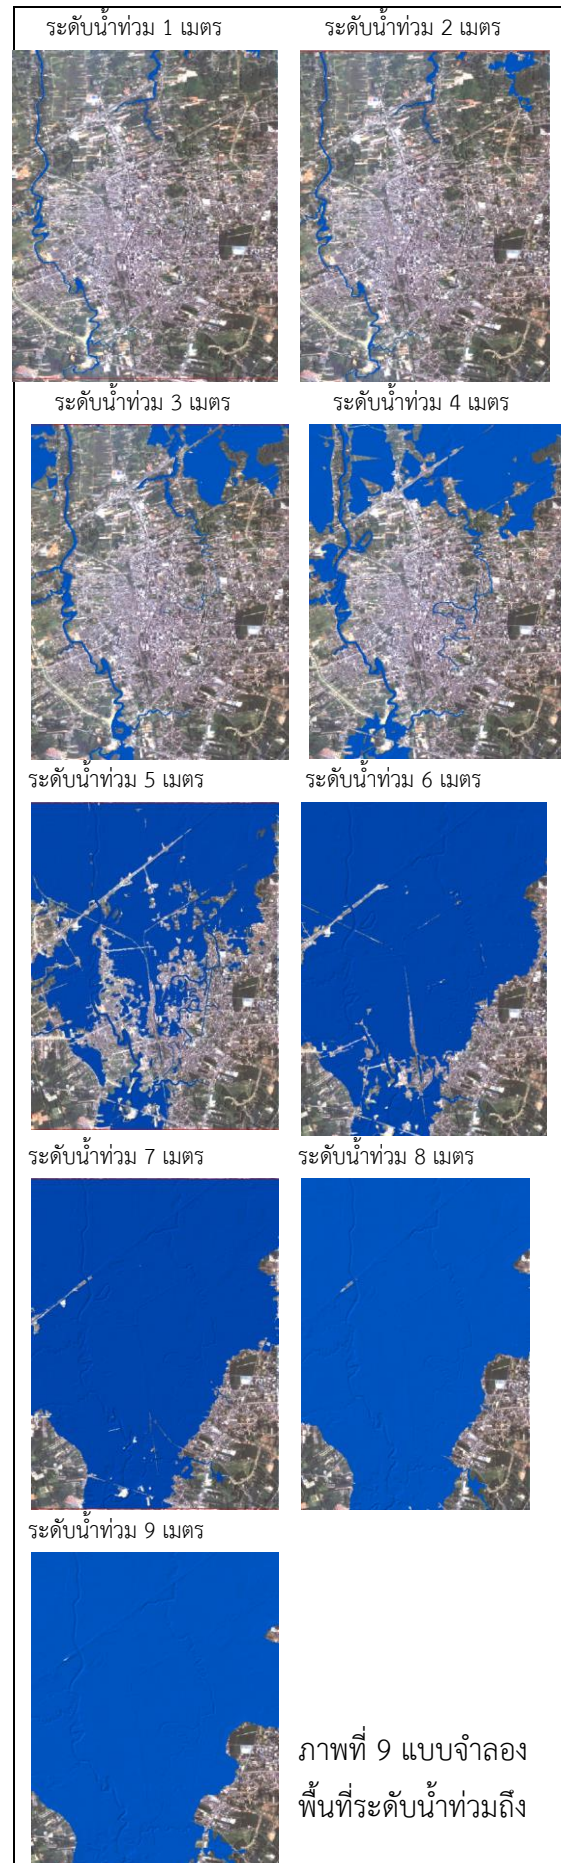 ระดับน้ำท่วม 1 เมตร
ระดับน้ำท่วม 2 เมตร
ระดับน้ำท่วม 3 เมตร
ระดับน้ำท่วม 4 เมตร
ระดับน้ำท่วม 5 เมตร
ระดับน้ำท่วม 6 เมตร
ระดับน้ำท่วม 7 เมตร
ระดับน้ำท่วม 8 เมตร
ระดับน้ำท่วม 9 เมตร
ภาพที่ 9 แบบจำลอง
พื้นที่ระดับน้ำท่วมถึง